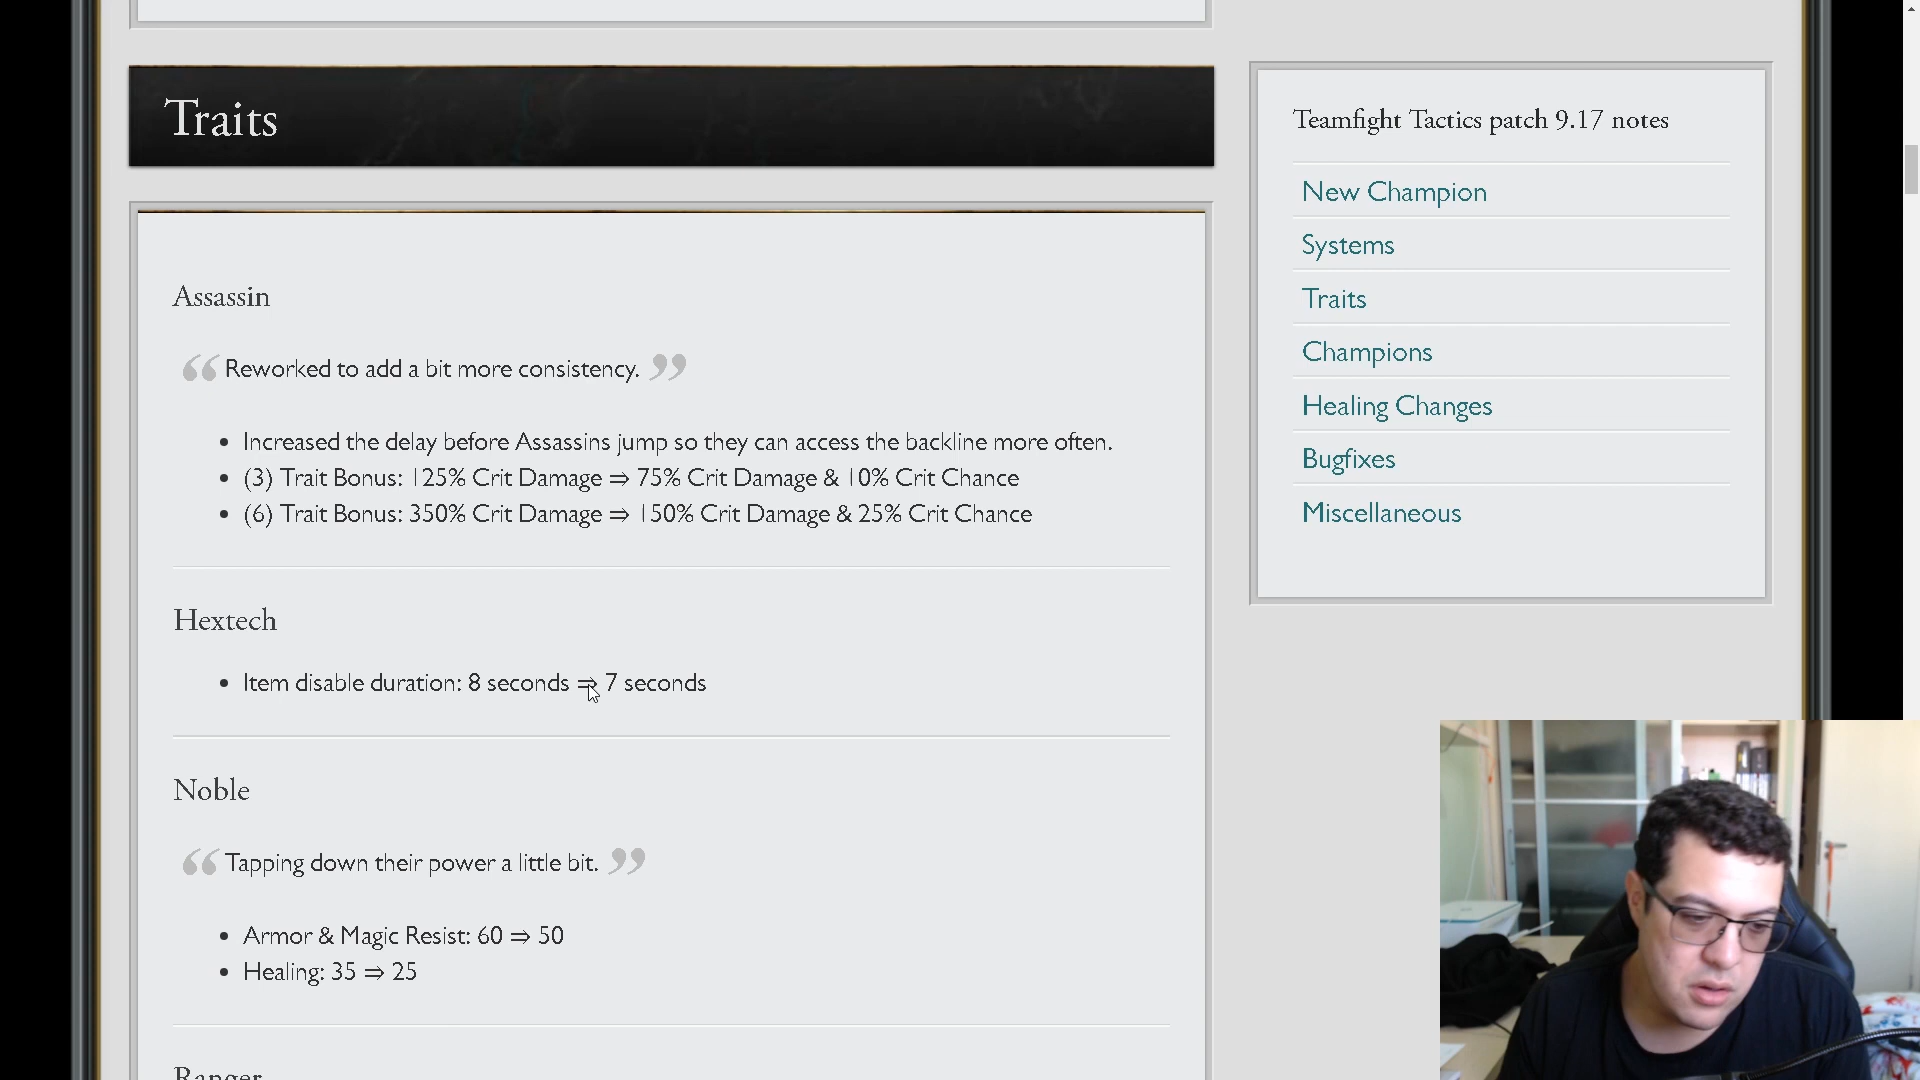 Traits
Assassin
“ Reworked to add a bit more consistency. ”
• Increased the delay before Assassins jump so they can access the backline more often.
• (3) Trait Bonus: 125% Crit Damage ⇒ 75% Crit Damage & 10% Crit Chance
• (6) Trait Bonus: 350% Crit Damage ⇒ 150% Crit Damage & 25% Crit Chance
Hextech
• Item disable duration: 8 seconds ⇒ 7 seconds
Noble
“ Tapping down their power a little bit. ”
• Armor & Magic Resist: 60 ⇒ 50
• Healing: 35 ⇒ 25
Ranger
Teamfight Tactics patch 9.17 notes
New Champion
Systems
Traits
Champions
Healing Changes
Bugfixes
Miscellaneous